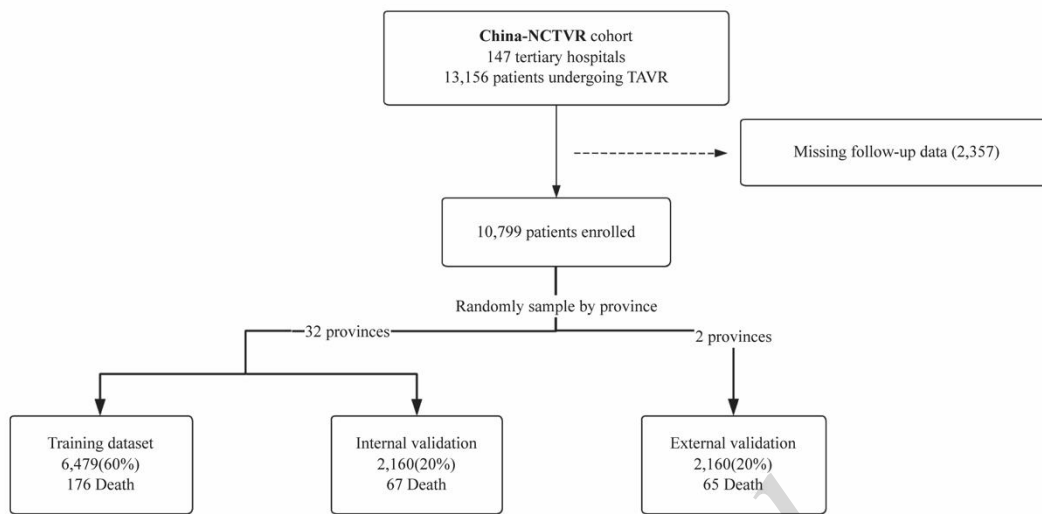 China-NCTVR cohort
147 tertiary hospitals
13,156 patients undergoing TAVR
Missing follow-up data (2,357)
10,799 patients enrolled
Randomly sample by province
32 provinces
2 provinces
Training dataset
6,479(60%)
176 Death
Internal validation
2,160(20%)
67 Death
External validation
2,160(20%)
65 Death